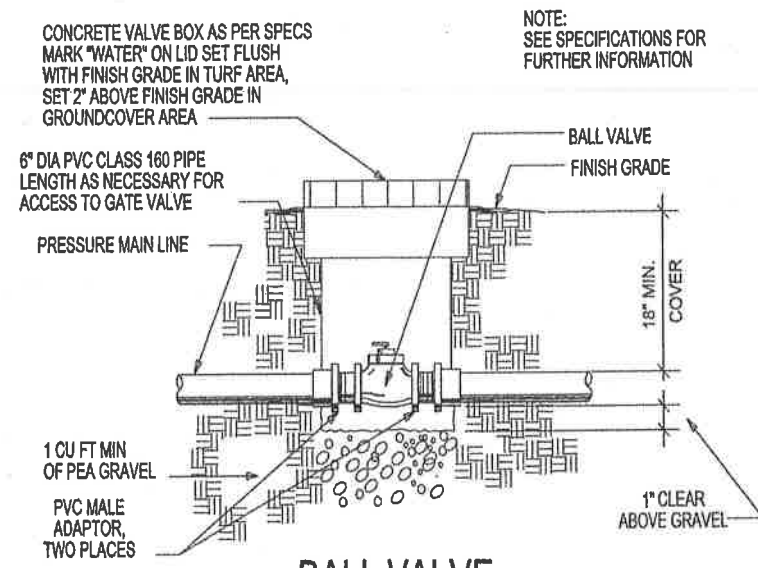 CONCRETE VALVE BOX AS PER SPECS
MARK "WATER" ON LID SET FLUSH
WITH FINISH GRADE IN TURF AREA,
SET 2" ABOVE FINISH GRADE IN
GROUNDCOVER AREA
NOTE:
SEE SPECIFICATIONS FOR
FURTHER INFORMATION
6" DIA PVC CLASS 160 PIPE
LENGTH AS NECESSARY FOR
ACCESS TO GATE VALVE
BALL VALVE
FINISH GRADE
PRESSURE MAIN LINE
18" MIN.
COVER
1 CU FT MIN
OF PEA GRAVEL
PVC MALE
ADAPTOR,
TWO PLACES
1" CLEAR
ABOVE GRAVEL
BALL VALVE